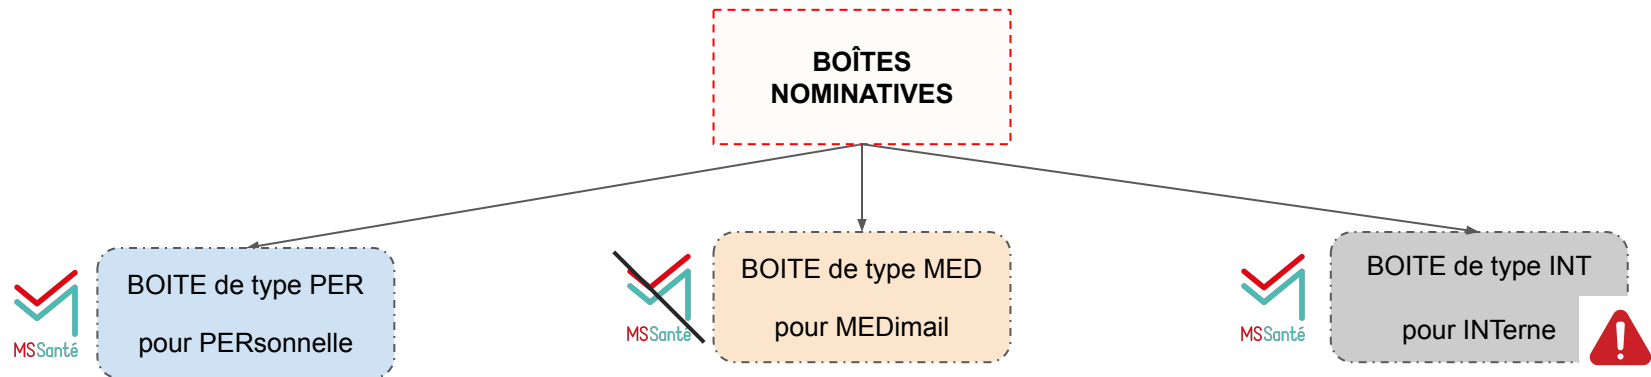 BOÎTES
NOMINATIVES
BOITE de type PER
pour PERsonnelle
MSSanté
BOITE de type MED
pour MEDimail
MSSanté
BOITE de type INT
pour INTerne
MSSanté
!